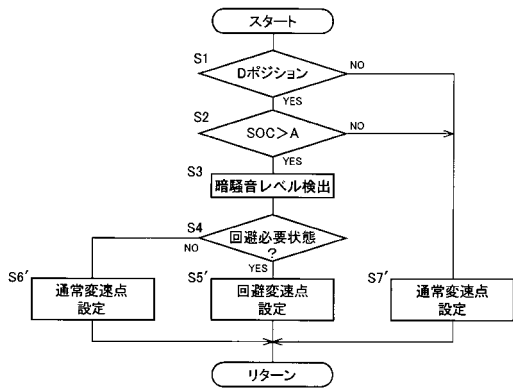 スタート
S1
Dポジション
NO
YES
S2
SOC>A
NO
YES
S3
暗騒音レベル検出
S4
回避必要状態
?
NO
YES
S6′
通常変速点
設定
S5′
回避変速点
設定
S7′
通常変速点
設定
リターン